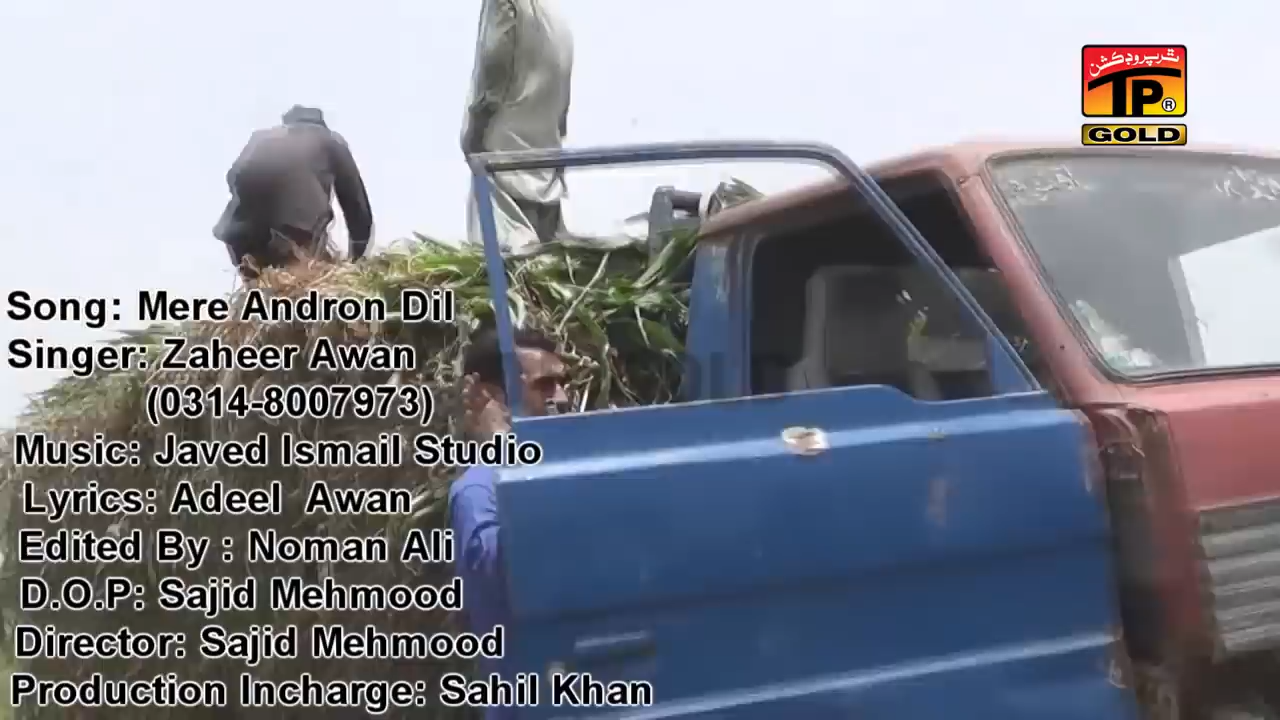 تھرپروڈکشن
TP®
GOLD
Song: Mere Andron Dil
Singer: Zaheer Awan
(0314-8007973)
Music: Javed Ismail Studio
Lyrics: Adeel Awan
Edited By : Noman Ali
D.O.P: Sajid Mehmood
Director: Sajid Mehmood
Production Incharge: Sahil Khan